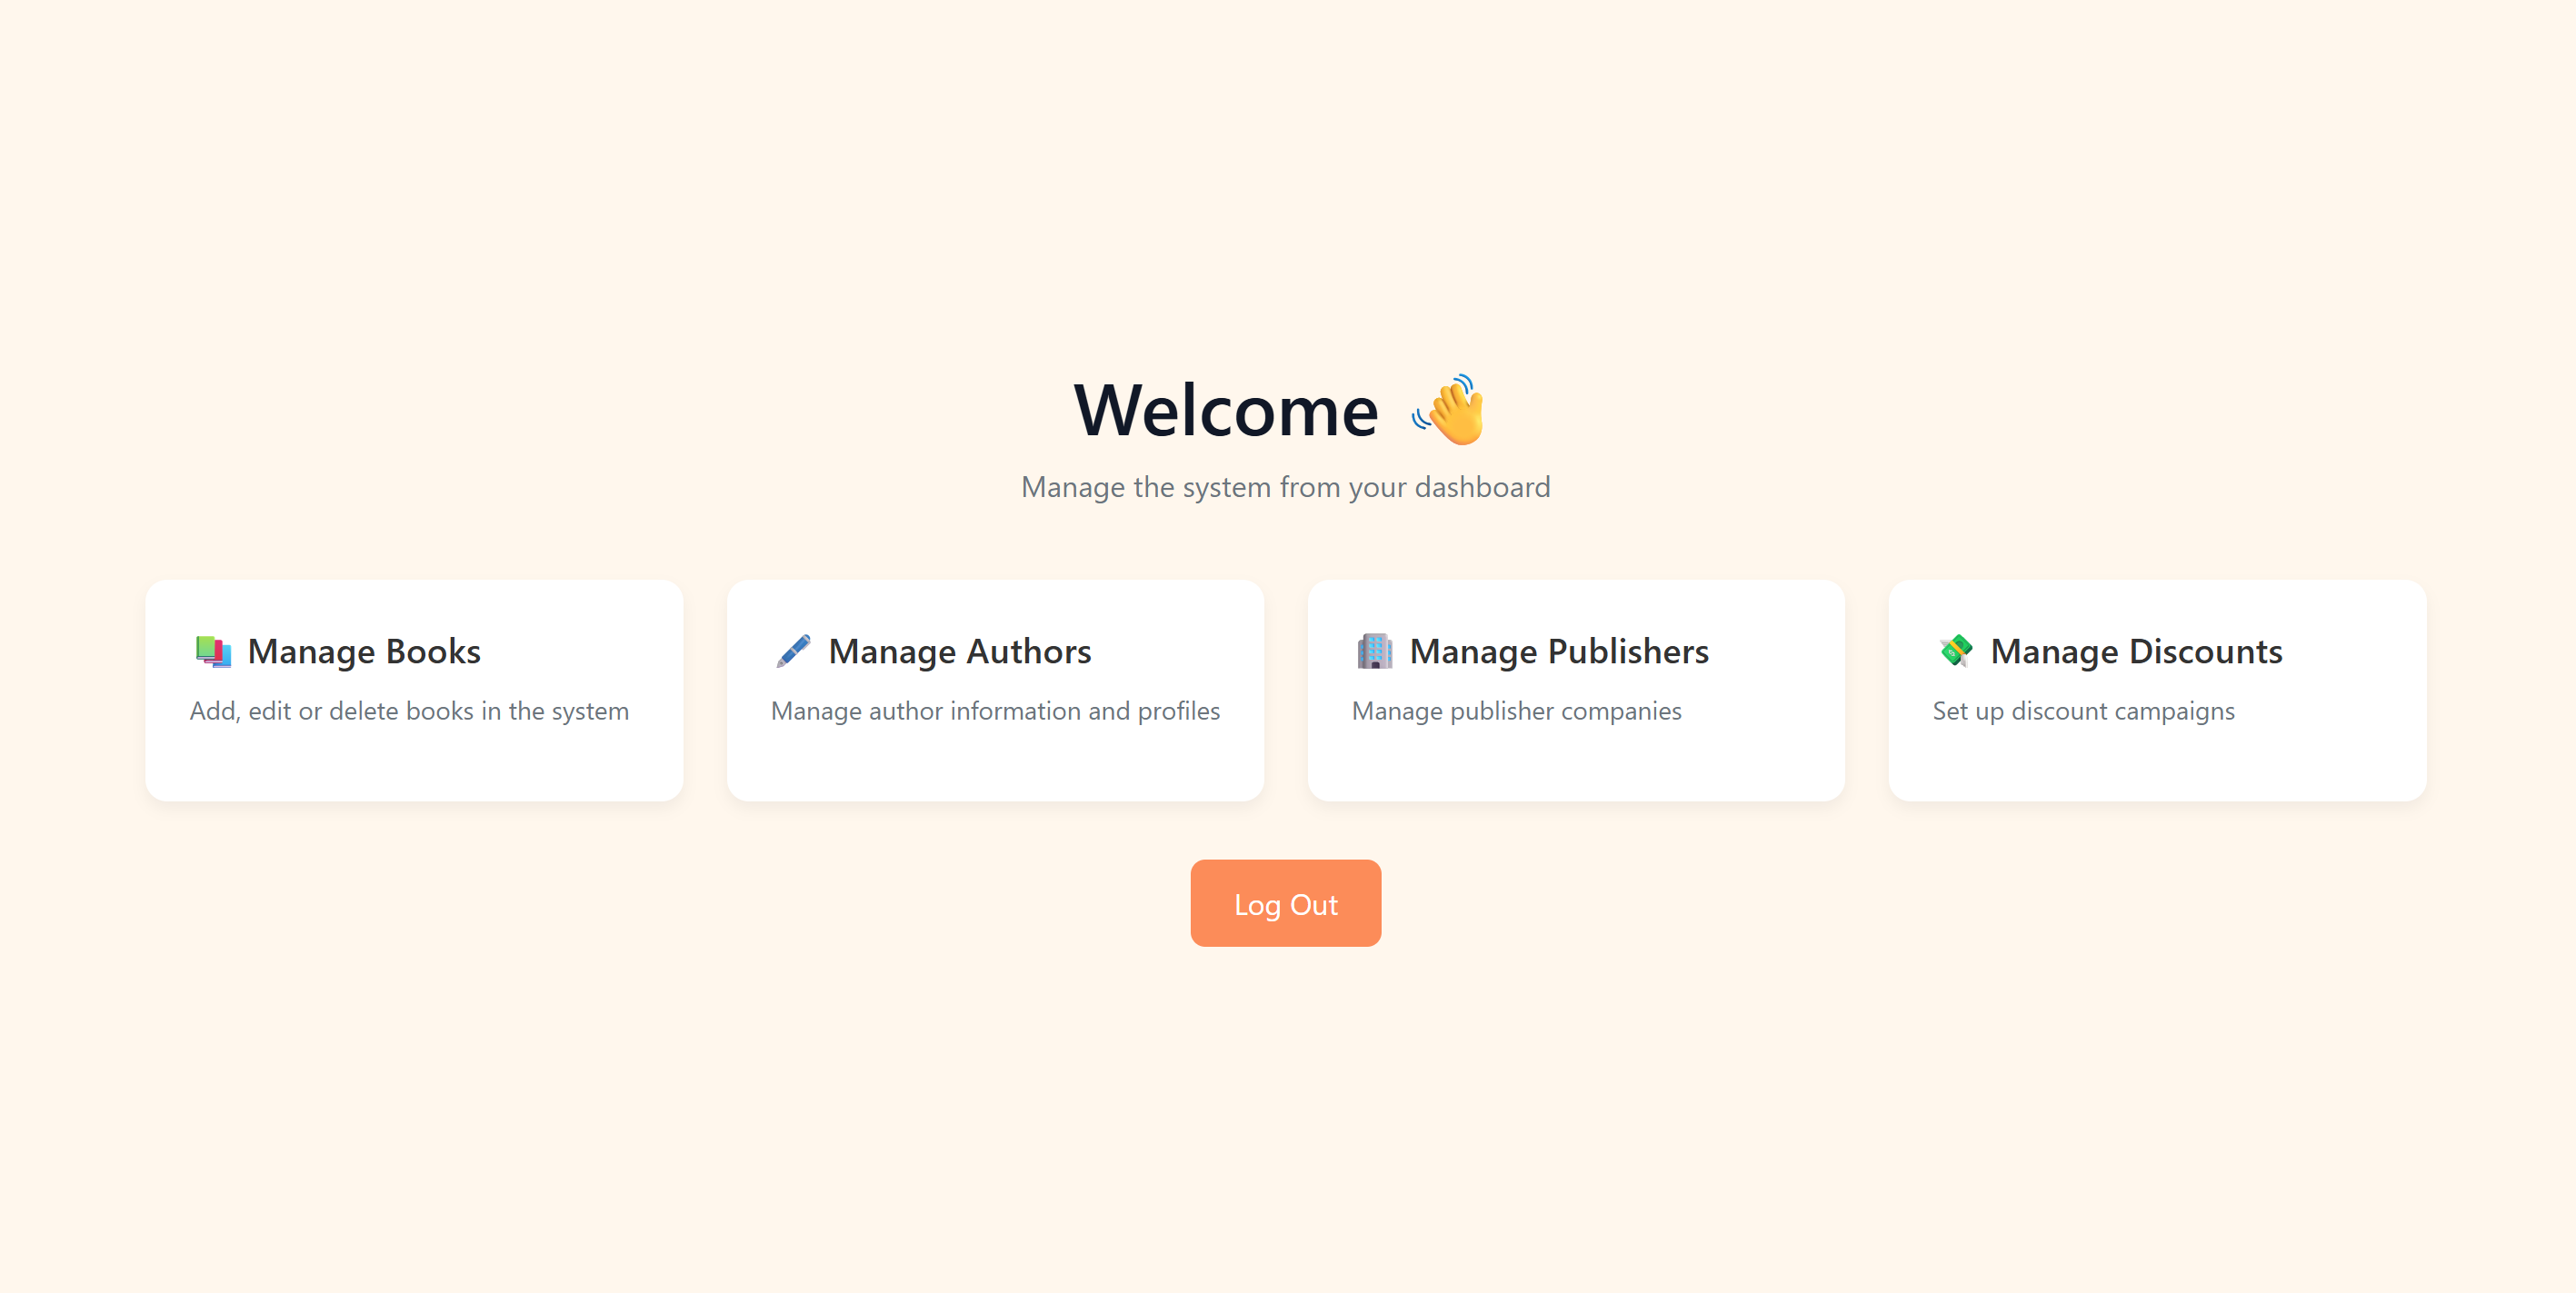 Welcome 👋
Manage the system from your dashboard
📚 Manage Books
Add, edit or delete books in the system
🖊️ Manage Authors
Manage author information and profiles
🏢 Manage Publishers
Manage publisher companies
💸 Manage Discounts
Set up discount campaigns
Log Out